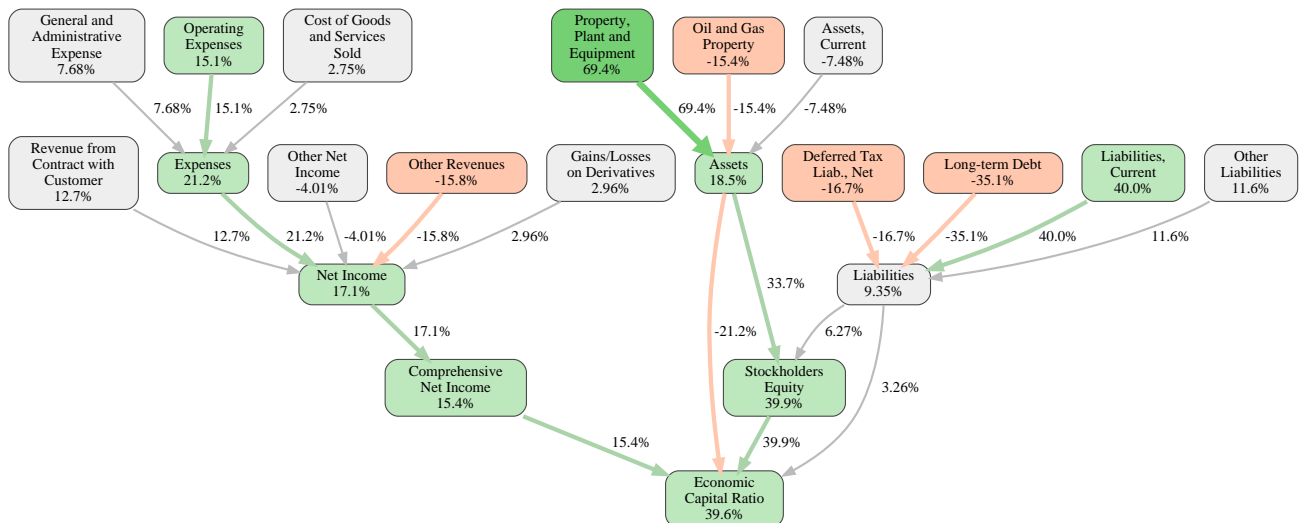 General and
Administrative
Expense
7.68%
Operating
Expenses
15.1%
Cost of Goods
and Services
Sold
2.75%
Property,
Plant and
Equipment
69.4%
Oil and Gas
Property
-15.4%
Assets,
Current
-7.48%
7.68%
15.1%
2.75%
69.4%
-15.4%
-7.48%
Revenue from
Contract with
Customer
12.7%
Expenses
21.2%
Other Net
Income
-4.01%
Other Revenues
-15.8%
Gains/Losses
on Derivatives
2.96%
Assets
18.5%
Deferred Tax
Liab., Net
-16.7%
Long-term Debt
-35.1%
Liabilities,
Current
40.0%
Other
Liabilities
11.6%
12.7%
21.2%
-4.01%
-15.8%
2.96%
-16.7%
-35.1%
40.0%
11.6%
Net Income
17.1%
Liabilities
9.35%
33.7%
17.1%
-21.2%
6.27%
Comprehensive
Net Income
15.4%
Stockholders
Equity
39.9%
3.26%
15.4%
39.9%
Economic
Capital Ratio
39.6%